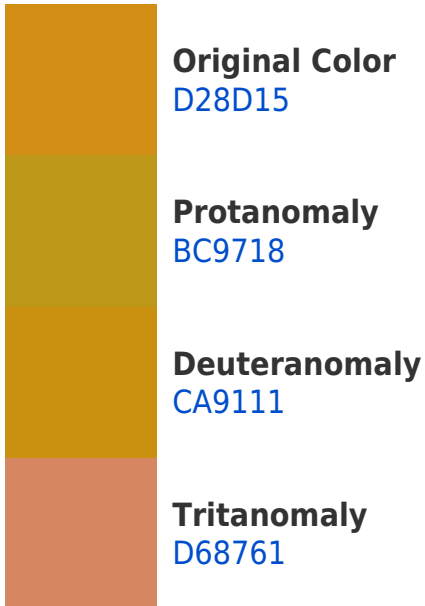 Original Color
D28D15
Protanomaly
BC9718
Deuteranomaly
CA9111
Tritanomaly
D68761